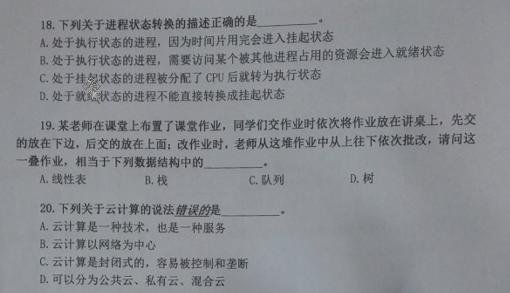 18.下列关于进程状态转换的描述正确的是________。
A.处于执行状态的进程，因为时间片用完会进入挂起状态
B.处于执行状态的进程，需要访问某个被其他进程占用的资源会进入就绪状态
C.处于挂起状态的进程被分配了 CPU 后就转为执行状态
D.处于就绪状态的进程不能直接转换成挂起状态
19.某老师在课堂上布置了课堂作业，同学们交作业时依次将作业放在讲桌上，先交
的放在下边，后交的放在上面；改作业时，老师从这堆作业中从上往下依次批改，请问这
一叠作业，相当于下列数据结构中的________。
A.线性表 B.栈 C.队列 D.树
20.下列关于云计算的说法错误的是________。
A.云计算是一种技术，也是一种服务
B.云计算以网络为中心
C.云计算是封闭式的，容易被控制和垄断
D.可以分为公共云、私有云、混合云